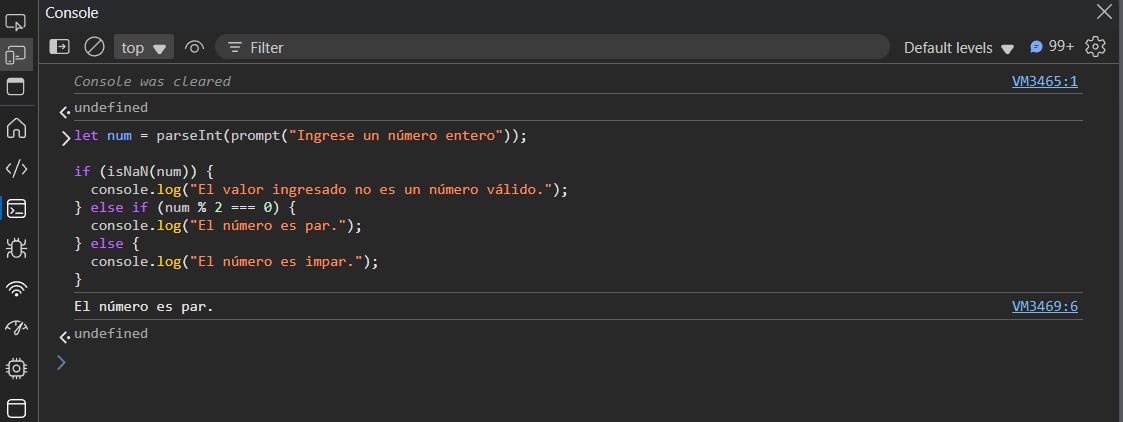 Console
top
Filter
Default levels
99+
Console was cleared
VM3465:1
undefined
let num = parseInt(prompt("Ingrese un número entero"));
if (isNaN(num)) {
  console.log("El valor ingresado no es un número válido.");
} else if (num % 2 === 0) {
  console.log("El número es par.");
} else {
  console.log("El número es impar.");
}
El número es par.
VM3469:6
undefined